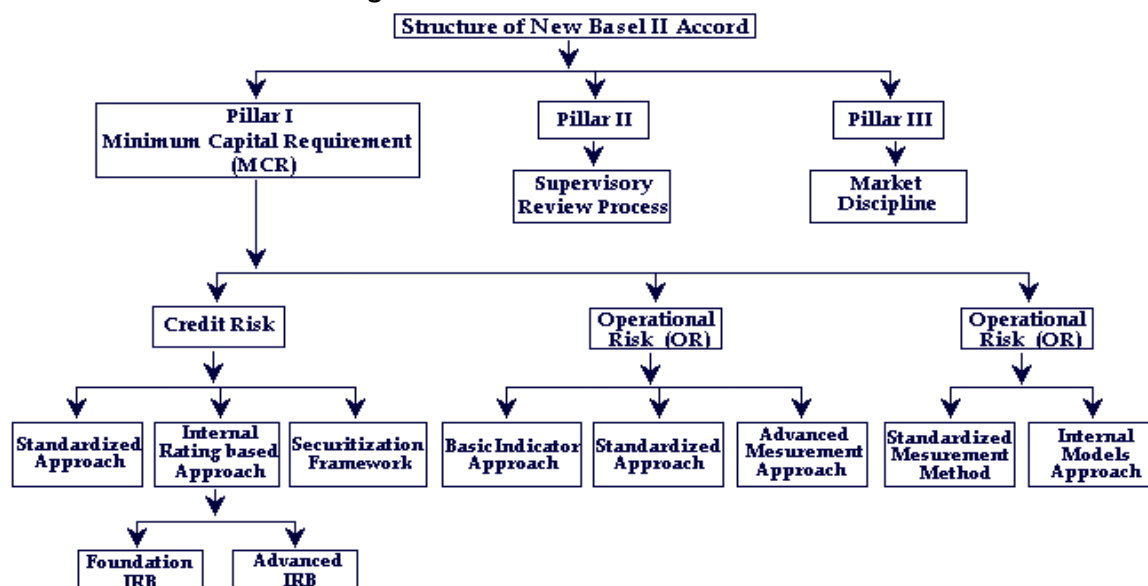 Structure of New Basel II Accord
Pillar I
Minimum Capital Requirement
(MCR)
Pillar II
Pillar III
Supervisory
Review Process
Market
Discipline
Credit Risk
Operational
Risk (OR)
Operational
Risk (OR)
Standardized
Approach
Internal
Rating based
Approach
Securitization
Framework
Basic Indicator
Approach
Standardized
Approach
Advanced
Mesurement
Approach
Standardized
Mesurement
Method
Internal
Models
Approach
Foundation
IRB
Advanced
IRB